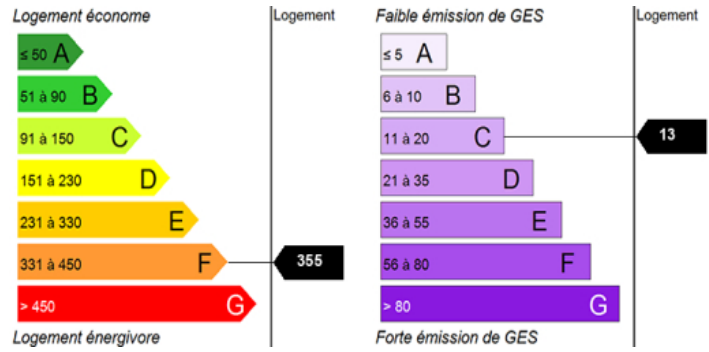 Logement économe
Logement
≤ 50 A
51 à 90 B
91 à 150 C
151 à 230 D
231 à 330 E
331 à 450 F
355
> 450 G
Logement énergivore
Faible émission de GES
Logement
≤ 5 A
6 à 10 B
11 à 20 C
13
21 à 35 D
36 à 55 E
56 à 80 F
> 80 G
Forte émission de GES